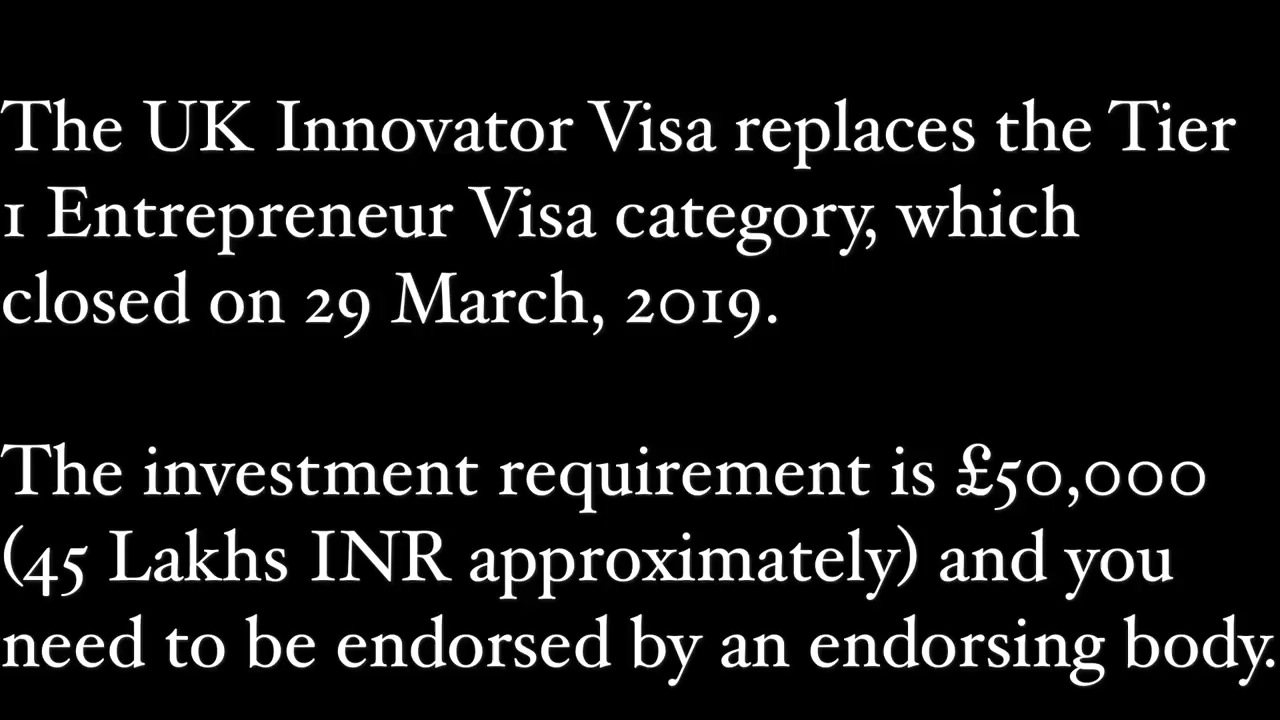 The UK Innovator Visa replaces the Tier
1 Entrepreneur Visa category, which
closed on 29 March, 2019.
The investment requirement is £50,000
(45 Lakhs INR approximately) and you
need to be endorsed by an endorsing body.